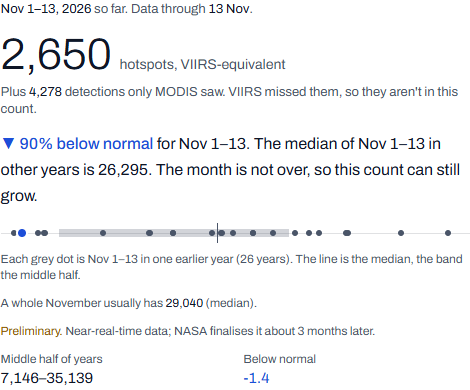 Nov 1–13, 2026 so far. Data through 13 Nov.
2,650 hotspots, VIIRS-equivalent
Plus 4,278 detections only MODIS saw. VIIRS missed them, so they aren't in this
count.
▼ 90% below normal for Nov 1–13. The median of Nov 1–13 in
other years is 26,295. The month is not over, so this count can still
grow.
Each grey dot is Nov 1–13 in one earlier year (26 years). The line is the median, the band
the middle half.
A whole November usually has 29,040 (median).
Preliminary. Near-real-time data; NASA finalises it about 3 months later.
Middle half of years
7,146–35,139
Below normal
-1.4